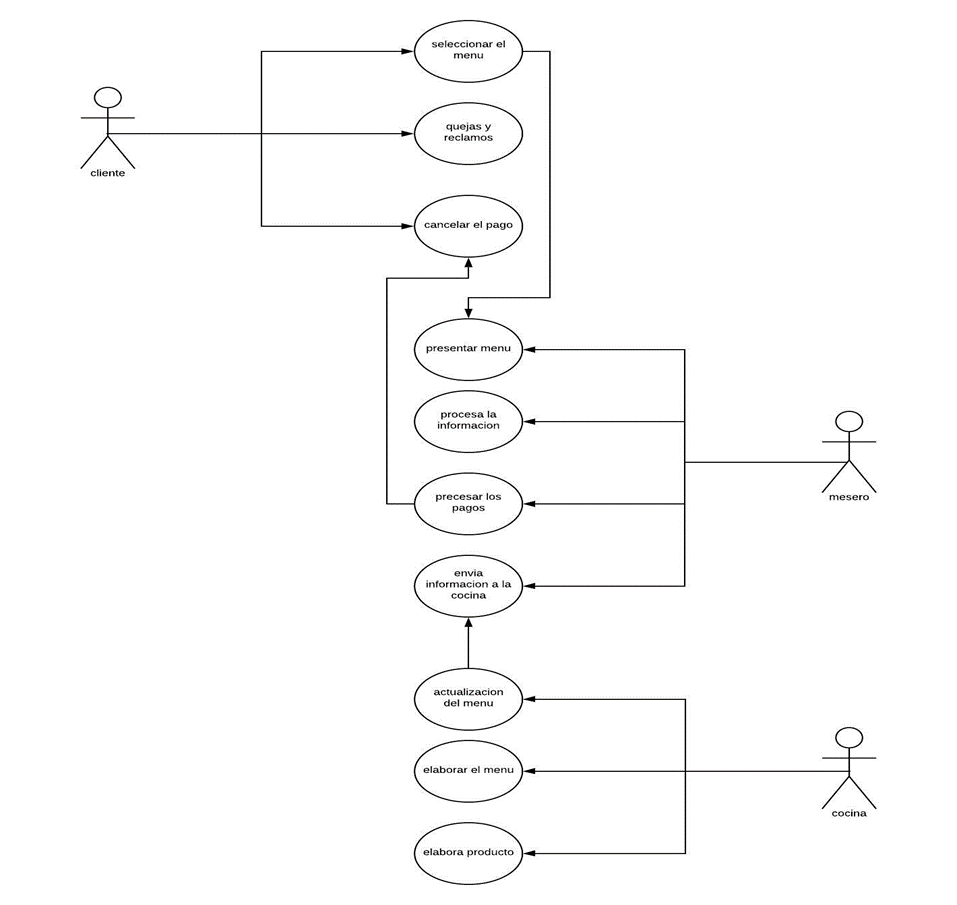 seleccionar el
menu
quejas y
reclamos
cliente
cancelar el pago
presentar menu
procesa la
informacion
precesar los
pagos
mesero
envia
informacion a la
cocina
actualizacion
del menu
elaborar el menu
cocina
elabora producto